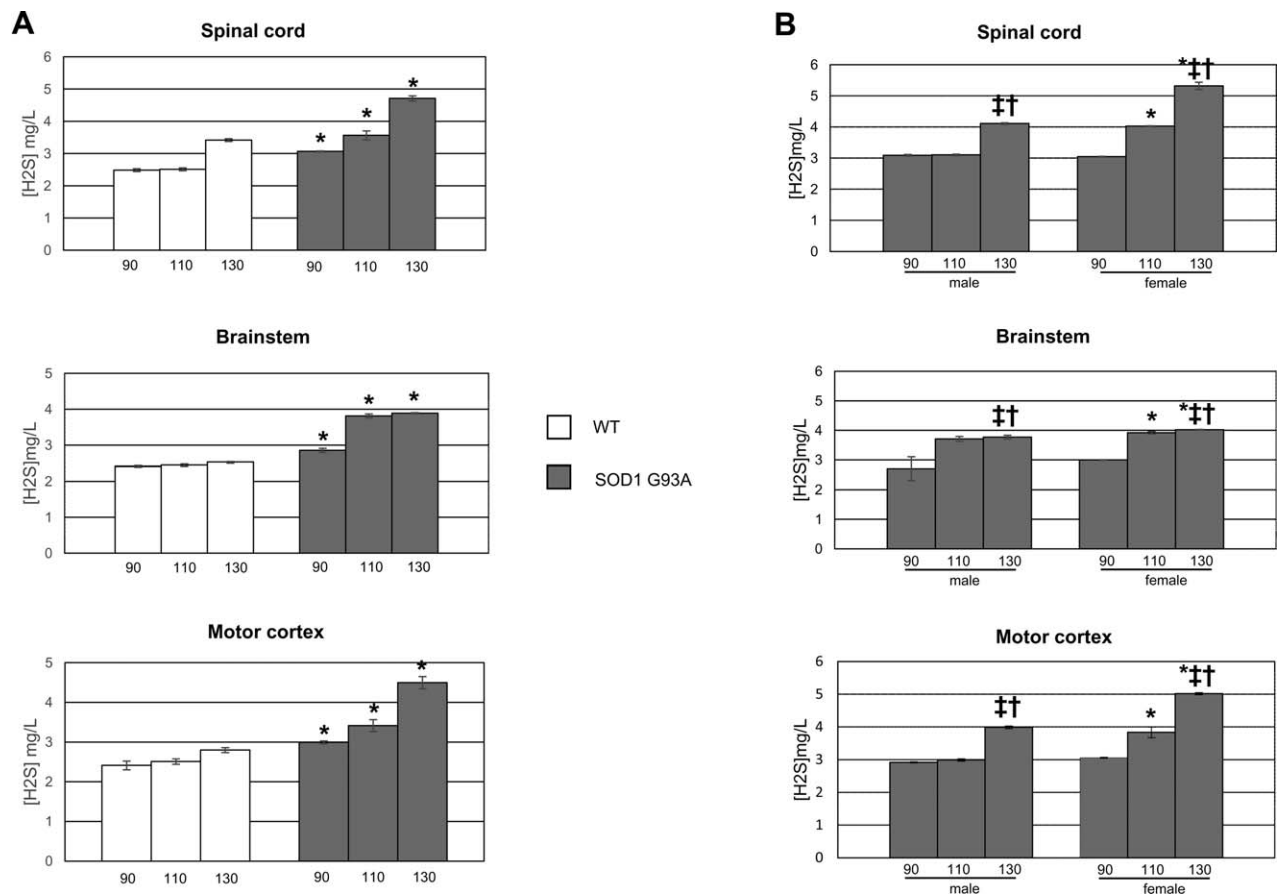 A
Spinal cord
[H2S] mg/L
6
5
4
3
2
1
0
* * *
90 110 130 90 110 130
Brainstem
[H2S]mg/L
5
4
3
2
1
0
* * *
90 110 130 90 110 130
Motor cortex
[H2S] mg/L
5
4
3
2
1
0
* * *
90 110 130 90 110 130
WT
SOD1 G93A
B
Spinal cord
[H2S]mg/L
6
5
4
3
2
1
0
‡† * *‡†
90 110 130 90 110 130
male female
Brainstem
[H2S]mg/L
6
5
4
3
2
1
0
‡† * *‡†
90 110 130 90 110 130
male female
Motor cortex
[H2S]mg/L
6
5
4
3
2
1
0
‡† * *‡†
90 110 130 90 110 130
male female